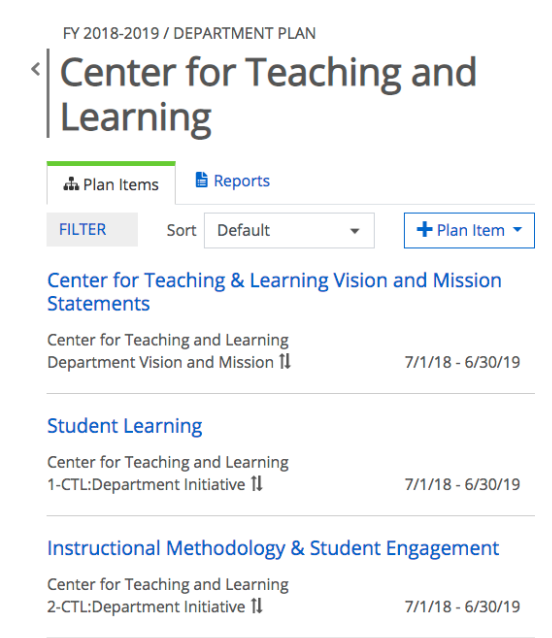 FY 2018-2019 / DEPARTMENT PLAN
Center for Teaching and
Learning
Plan Items
Reports
FILTER
Sort
Default
Plan Item
Center for Teaching & Learning Vision and Mission
Statements
Center for Teaching and Learning
Department Vision and Mission
7/1/18 - 6/30/19
Student Learning
Center for Teaching and Learning
1-CTL:Department Initiative
7/1/18 - 6/30/19
Instructional Methodology & Student Engagement
Center for Teaching and Learning
2-CTL:Department Initiative
7/1/18 - 6/30/19